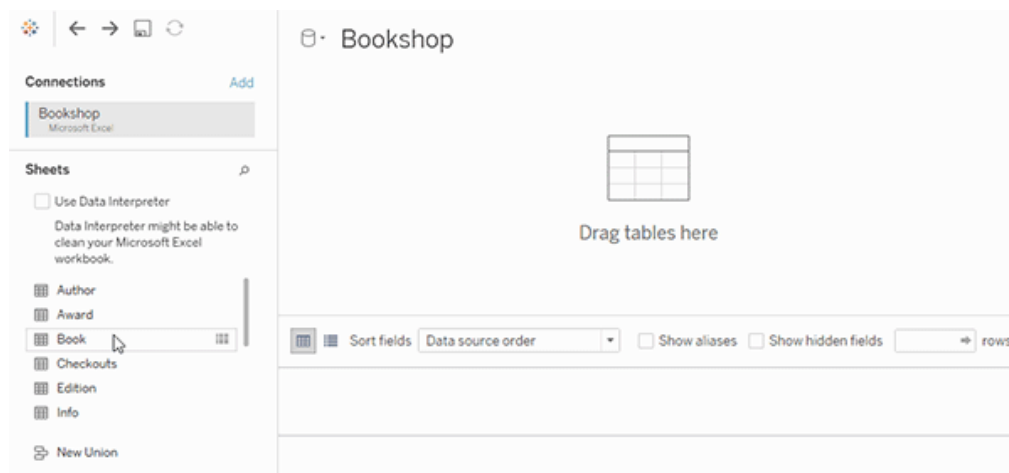 Bookshop
Connections Add
Bookshop
Microsoft Excel
Sheets
Use Data Interpreter
Data Interpreter might be able to
clean your Microsoft Excel
workbook.
Author
Award
Book
Checkouts
Edition
Info
New Union
Drag tables here
Sort fields Data source order Show aliases Show hidden fields rows